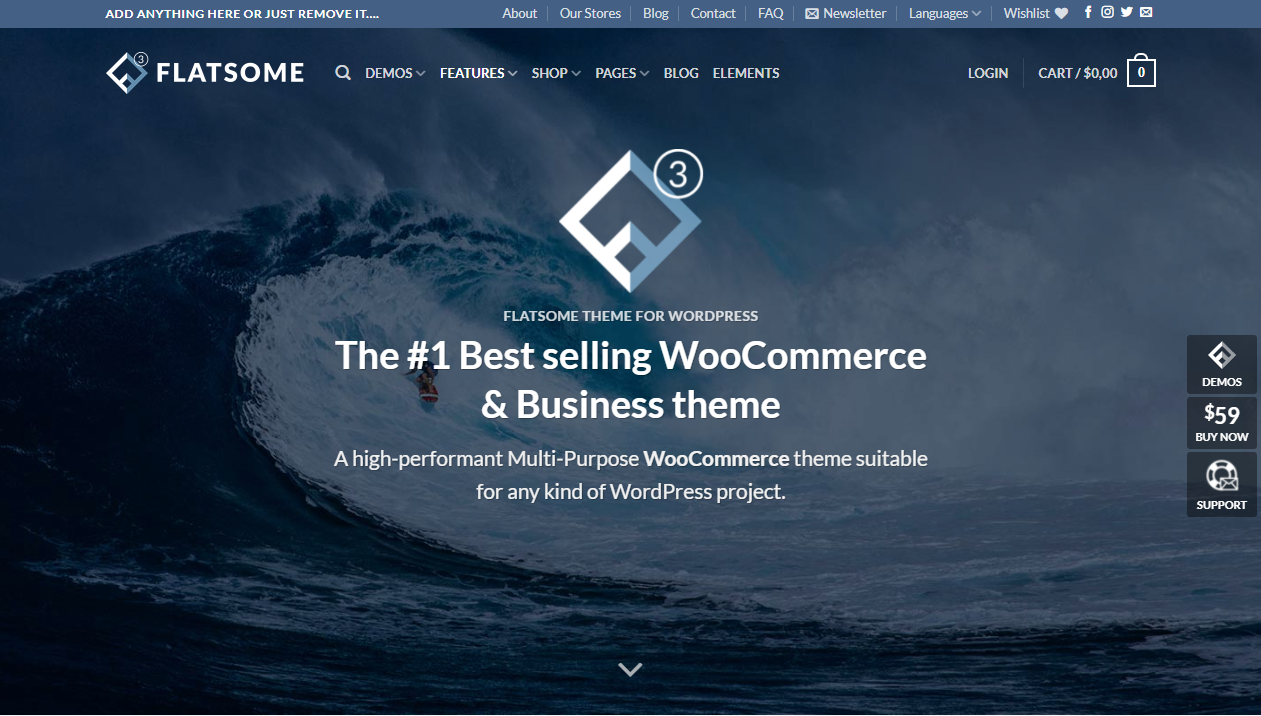 ADD ANYTHING HERE OR JUST REMOVE IT.... About Our Stores Blog Contact FAQ Newsletter Languages Wishlist
3
FLATSOME DEMOS FEATURES SHOP PAGES BLOG ELEMENTS LOGIN CART / $0,00 0
3
FLATSOME THEME FOR WORDPRESS
The #1 Best selling WooCommerce
& Business theme
A high-performant Multi-Purpose WooCommerce theme suitable
for any kind of WordPress project.
DEMOS
$59
BUY NOW
SUPPORT